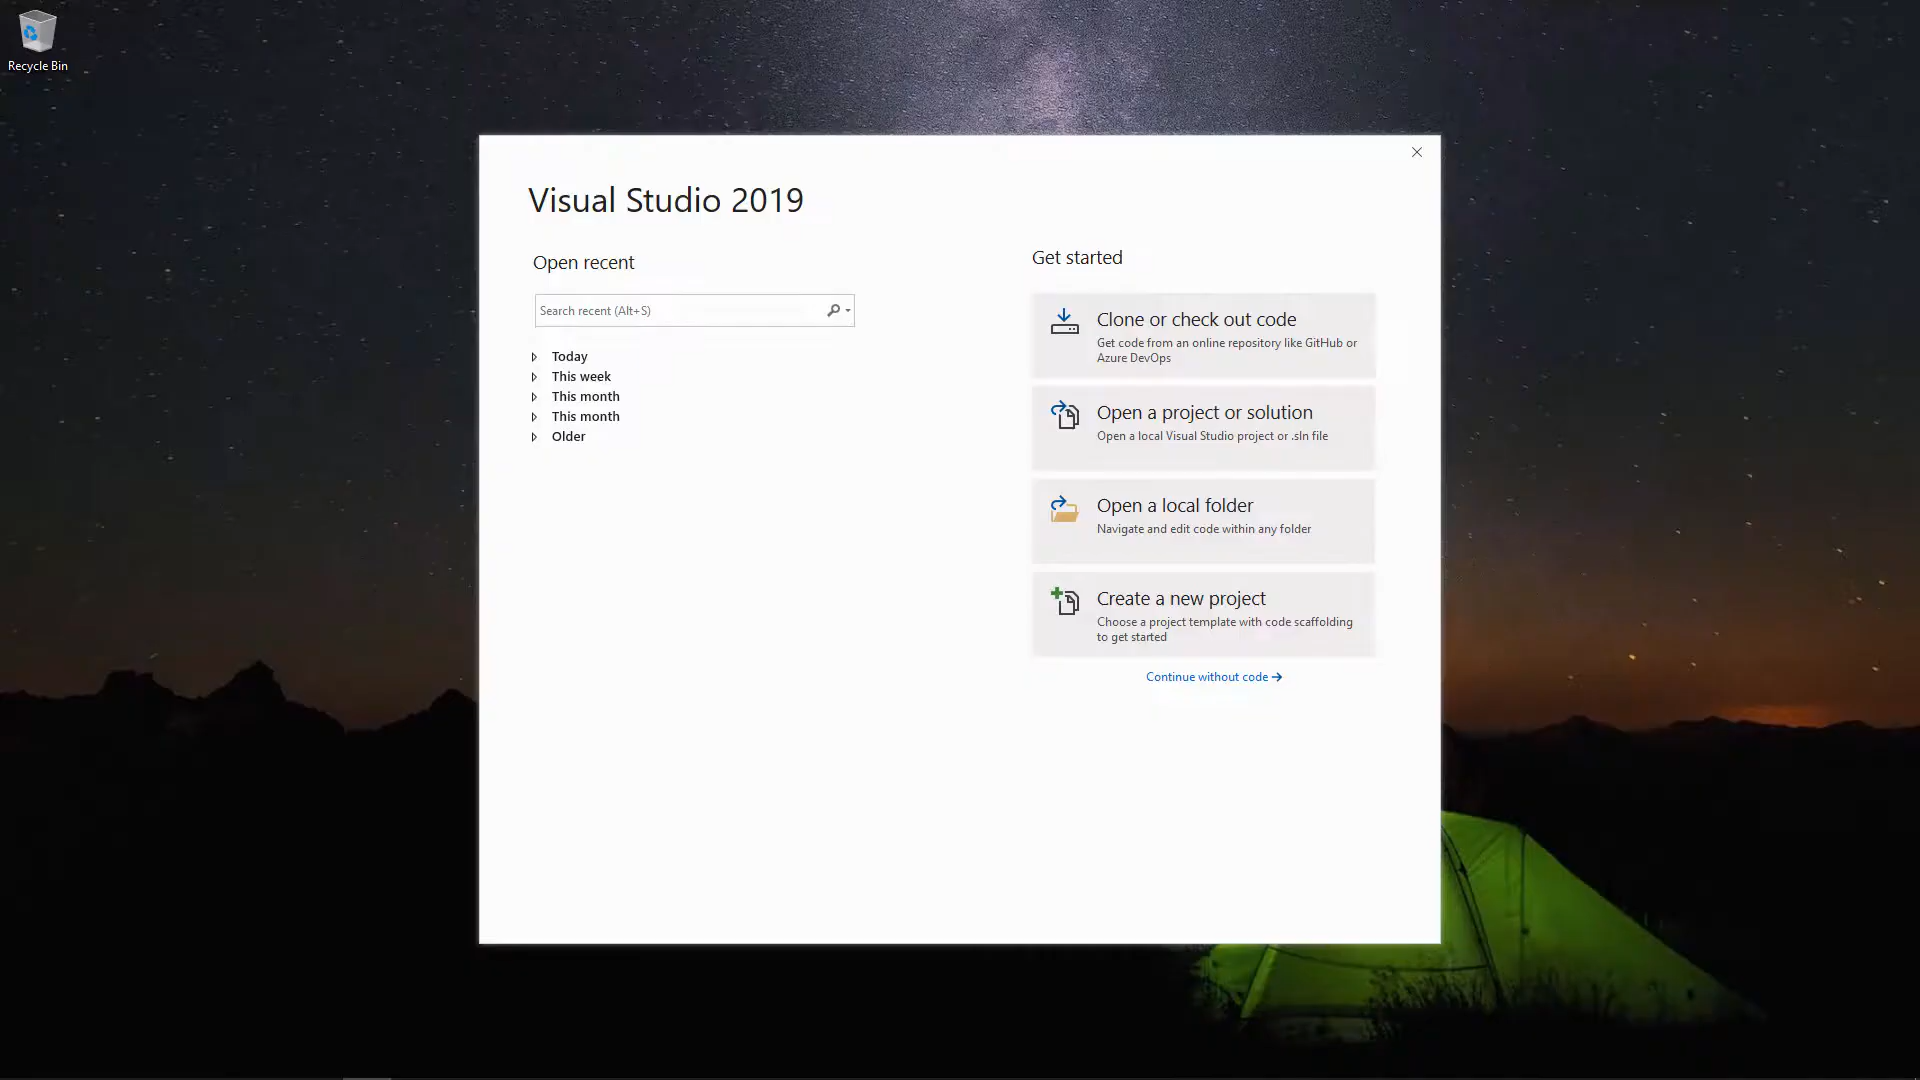 Recycle Bin
Visual Studio 2019
Open recent
Search recent (Alt+S)
Today
This week
This month
This month
Older
Get started
Clone or check out code
Get code from an online repository like GitHub or
Azure DevOps
Open a project or solution
Open a local Visual Studio project or .sln file
Open a local folder
Navigate and edit code within any folder
Create a new project
Choose a project template with code scaffolding
to get started
Continue without code